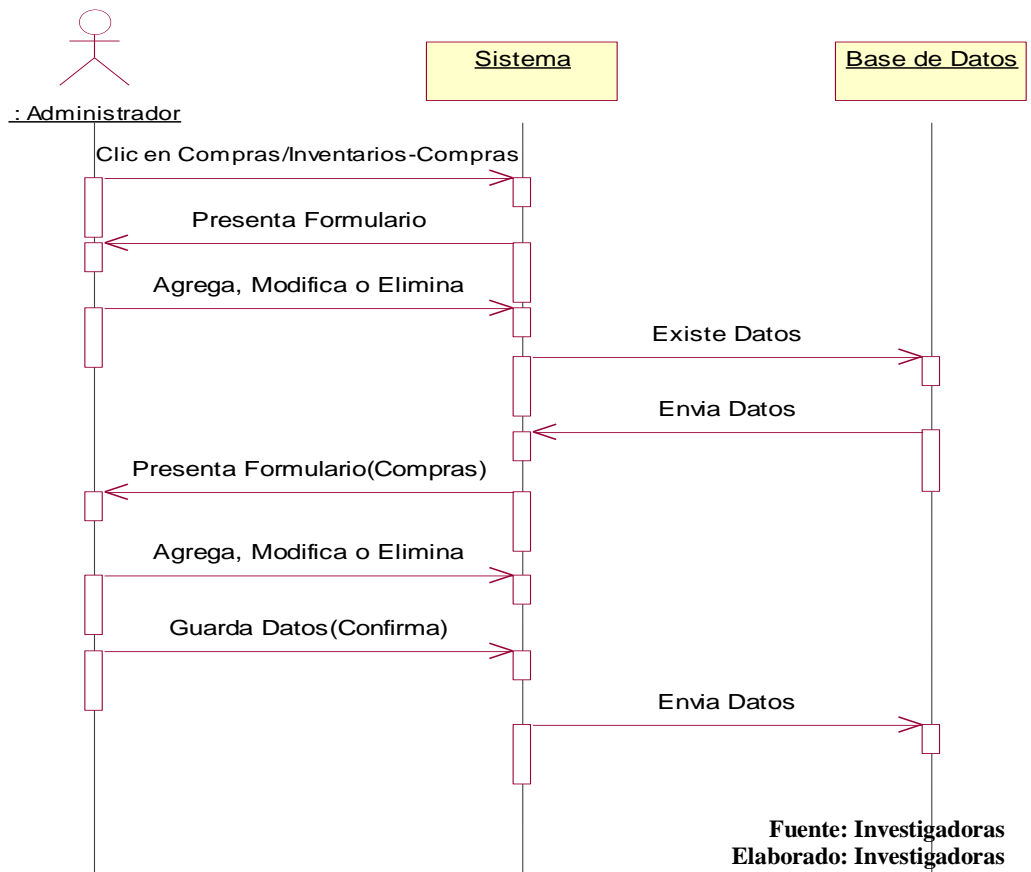 Sistema
Base de Datos
: Administrador
Clic en Compras/Inventarios-Compras
Presenta Formulario
Agrega, Modifica o Elimina
Existe Datos
Envia Datos
Presenta Formulario(Compras)
Agrega, Modifica o Elimina
Guarda Datos(Confirma)
Envia Datos
Fuente: Investigadoras
Elaborado: Investigadoras